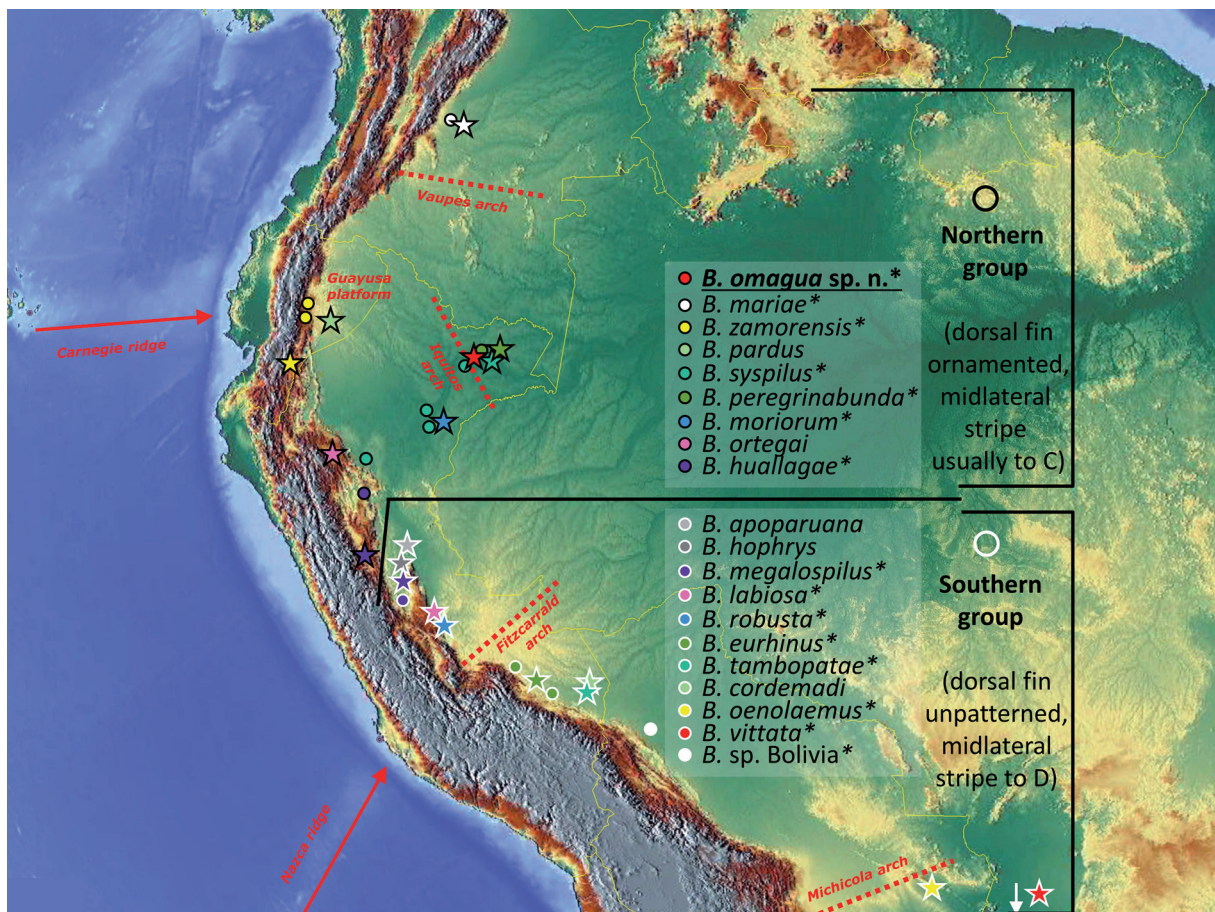 Vaupes arch
Guayusa
platform
Carnegie ridge
Iquitos
arch
B. omagua sp. n.*
B. mariae*
B. zamorensis*
B. pardus
B. syspilus*
B. peregrinabunda*
B. moriorum*
B. ortegai
B. huallagae*
Northern
group
(dorsal fin
ornamented,
midlateral
stripe
usually to C)
B. apoparuana
B. hophrys
B. megalospilus*
B. labiosa*
B. robusta*
B. eurhinus*
B. tambopatae*
B. cordemadi
B. oenolaemus*
B. vittata*
B. sp. Bolivia*
Southern
group
(dorsal fin
unpatterned,
midlateral
stripe to D)
Fitzcarrald
arch
Nazca ridge
Michicola arch